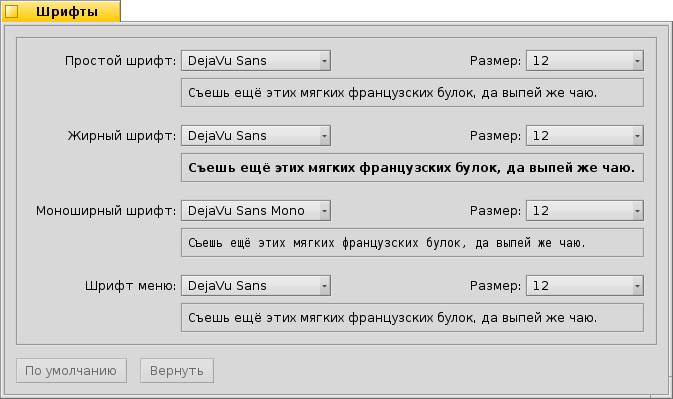 Шрифты
Простой шрифт: DejaVu Sans Размер: 12
Съешь ещё этих мягких французских булок, да выпей же чаю.
Жирный шрифт: DejaVu Sans Размер: 12
Съешь ещё этих мягких французских булок, да выпей же чаю.
Моноширный шрифт: DejaVu Sans Mono Размер: 12
Съешь ещё этих мягких французских булок, да выпей же чаю.
Шрифт меню: DejaVu Sans Размер: 12
Съешь ещё этих мягких французских булок, да выпей же чаю.
По умолчанию Вернуть